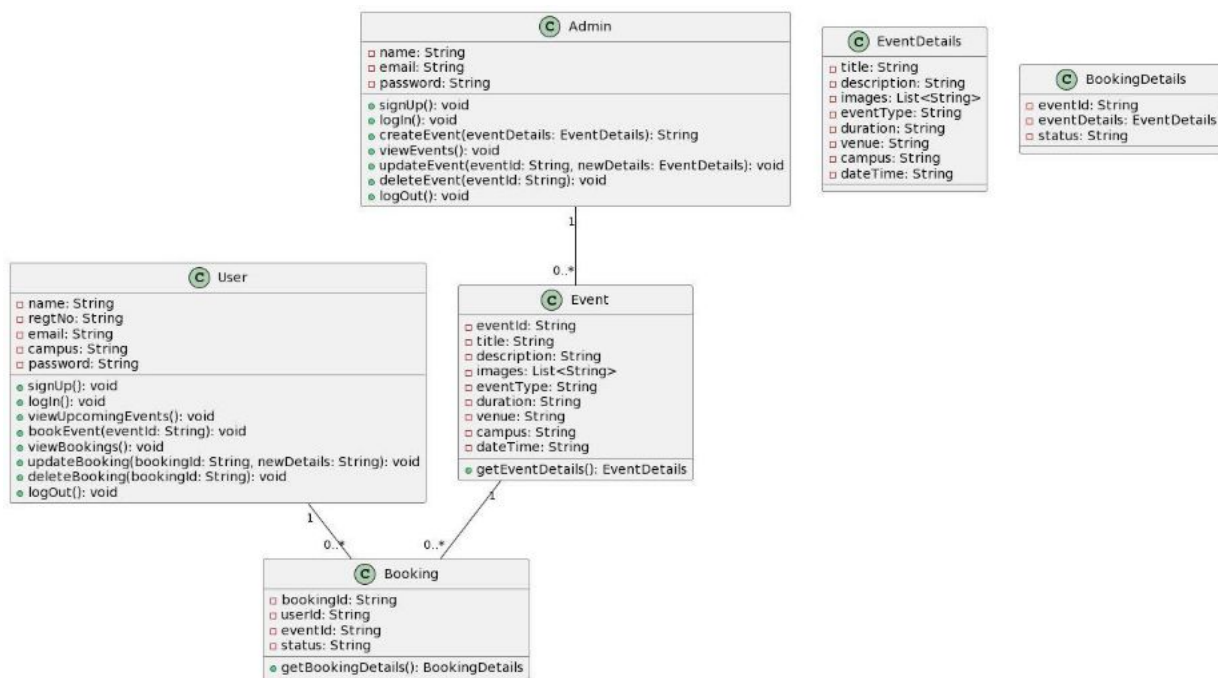 C Admin
name: String
email: String
password: String
signUp(): void
logIn(): void
createEvent(eventDetails: EventDetails): String
viewEvents(): void
updateEvent(eventId: String, newDetails: EventDetails): void
deleteEvent(eventId: String): void
logOut(): void
C EventDetails
title: String
description: String
images: List<String>
eventType: String
duration: String
venue: String
campus: String
dateTime: String
C BookingDetails
eventId: String
eventDetails: EventDetails
status: String
1
0..*
C User
name: String
regtNo: String
email: String
campus: String
password: String
signUp(): void
logIn(): void
viewUpcomingEvents(): void
bookEvent(eventId: String): void
viewBookings(): void
updateBooking(bookingId: String, newDetails: String): void
deleteBooking(bookingId: String): void
logOut(): void
C Event
eventId: String
title: String
description: String
images: List<String>
eventType: String
duration: String
venue: String
campus: String
dateTime: String
getEventDetails(): EventDetails
1
0..*
1
0..*
C Booking
bookingId: String
userId: String
eventId: String
status: String
getBookingDetails(): BookingDetails